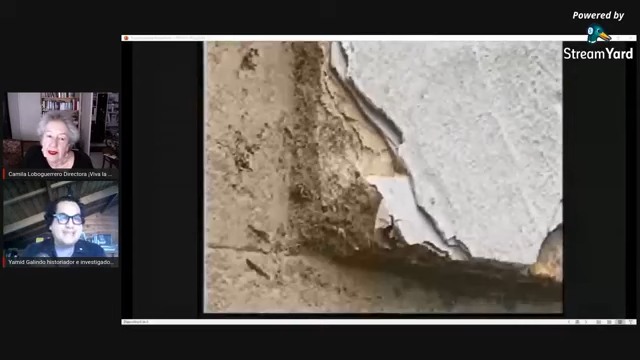 Powered by
StreamYard
Camila Loboguerrero Directora ¡Viva la ...
Yamid Galindo historiador e investigado...